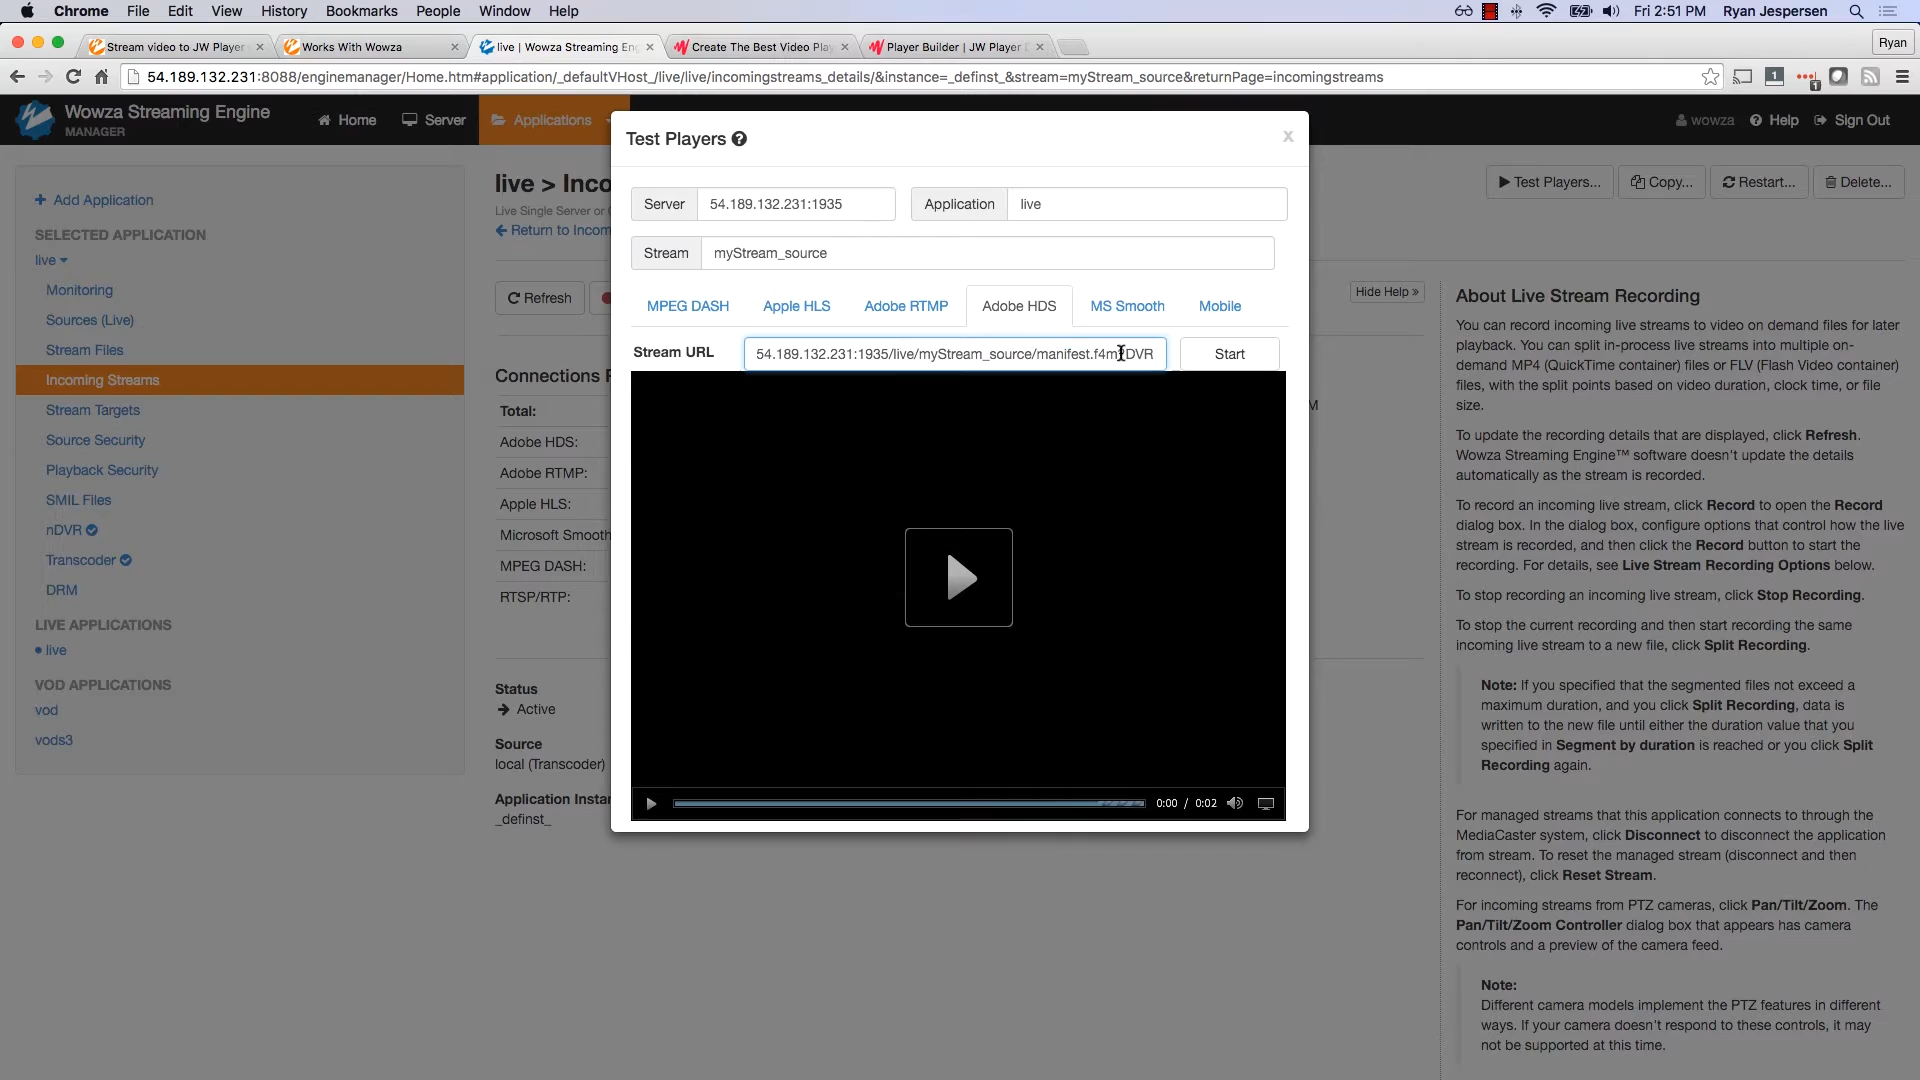 Chrome File Edit View History Bookmarks People Window Help Fri 2:51 PM Ryan Jespersen
Stream video to JW Player × Works With Wowza × live | Wowza Streaming Eng × Create The Best Video Play × Player Builder | JW Player × Ryan
54.189.132.231:8088/enginemanager/Home.htm#application/_defaultVHost_/live/live/incomingstreams_details/&instance=_definst_&stream=myStream_source&returnPage=incomingstreams 1 1
Wowza Streaming Engine
MANAGER
Home Server Applications wowza Help Sign Out
+ Add Application
SELECTED APPLICATION
live
Monitoring
Sources (Live)
Stream Files
Incoming Streams
Stream Targets
Source Security
Playback Security
SMIL Files
nDVR
Transcoder
DRM
LIVE APPLICATIONS
• live
VOD APPLICATIONS
vod
vods3
live > Inco
Live Single Server or
Return to Incom
Test Players... Copy... Restart... Delete...
Refresh
Hide Help »
Connections
Total:
Adobe HDS:
Adobe RTMP:
Apple HLS:
Microsoft Smooth
MPEG DASH:
RTSP/RTP:
M
Status
Active
Source
local (Transcoder)
Application Instan
_definst_
Test Players ?
x
Server 54.189.132.231:1935 Application live
Stream myStream_source
MPEG DASH Apple HLS Adobe RTMP Adobe HDS MS Smooth Mobile
Stream URL 54.189.132.231:1935/live/myStream_source/manifest.f4m?DVR Start
0:00 / 0:02
About Live Stream Recording
You can record incoming live streams to video on demand files for later
playback. You can split in-process live streams into multiple on-
demand MP4 (QuickTime container) files or FLV (Flash Video container)
files, with the split points based on video duration, clock time, or file
size.
To update the recording details that are displayed, click Refresh.
Wowza Streaming Engine™ software doesn't update the details
automatically as the stream is recorded.
To record an incoming live stream, click Record to open the Record
dialog box. In the dialog box, configure options that control how the live
stream is recorded, and then click the Record button to start the
recording. For details, see Live Stream Recording Options below.
To stop recording an incoming live stream, click Stop Recording.
To stop the current recording and then start recording the same
incoming live stream to a new file, click Split Recording.
Note: If you specified that the segmented files not exceed a
maximum duration, and you click Split Recording, data is
written to the new file until either the duration value that you
specified in Segment by duration is reached or you click Split
Recording again.
For managed streams that this application connects to through the
MediaCaster system, click Disconnect to disconnect the application
from stream. To reset the managed stream (disconnect and then
reconnect), click Reset Stream.
For incoming streams from PTZ cameras, click Pan/Tilt/Zoom. The
Pan/Tilt/Zoom Controller dialog box that appears has camera
controls and a preview of the camera feed.
Note:
Different camera models implement the PTZ features in different
ways. If your camera doesn't respond to these controls, it may
not be supported at this time.